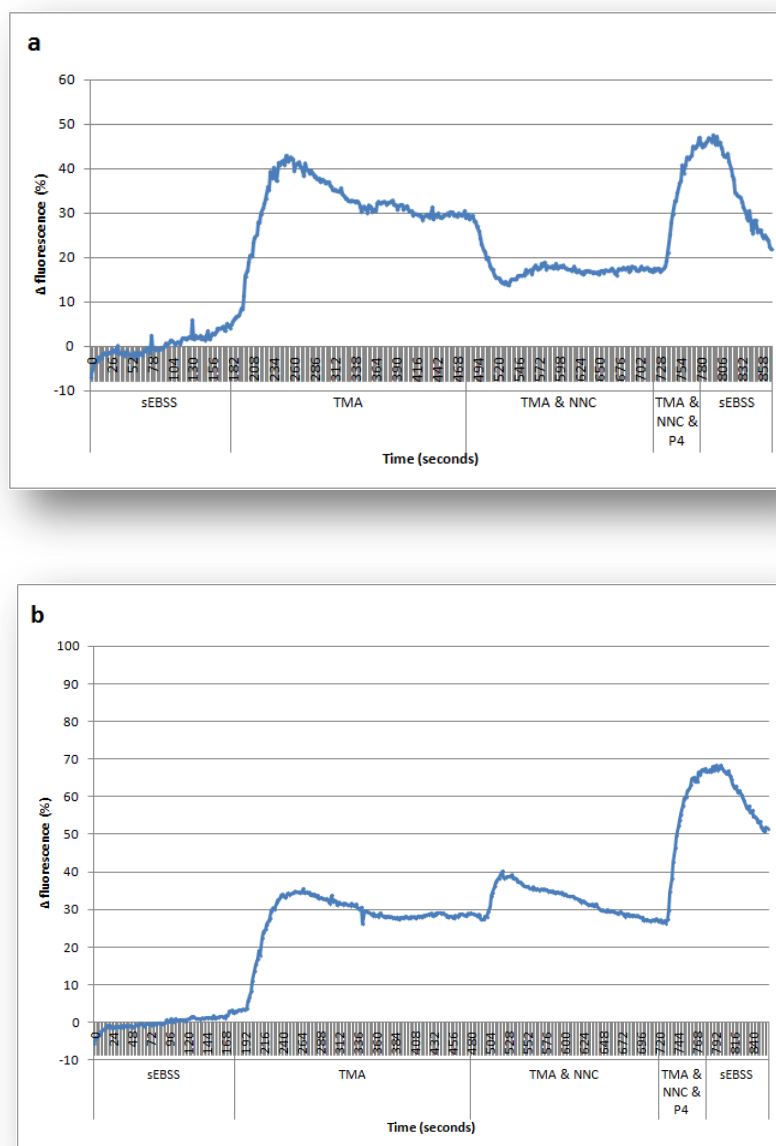 a
60
50
40
30
20
10
0
-10
Δ fluorescence (%)
0 26 52 78 104 130 156 182 208 234 260 286 312 338 364 390 416 442 468 494 520 546 572 598 624 650 676 702 728 754 780 806 832 858
sEBSS TMA TMA & NNC TMA & NNC & P4 sEBSS
Time (seconds)
b
100
90
80
70
60
50
40
30
20
10
0
-10
Δ fluorescence (%)
0 24 48 72 96 120 144 168 192 216 240 264 288 312 336 360 384 408 432 456 480 504 528 552 576 600 624 648 672 696 720 744 768 792 816 840
sEBSS TMA TMA & NNC TMA & NNC & P4 sEBSS
Time (seconds)